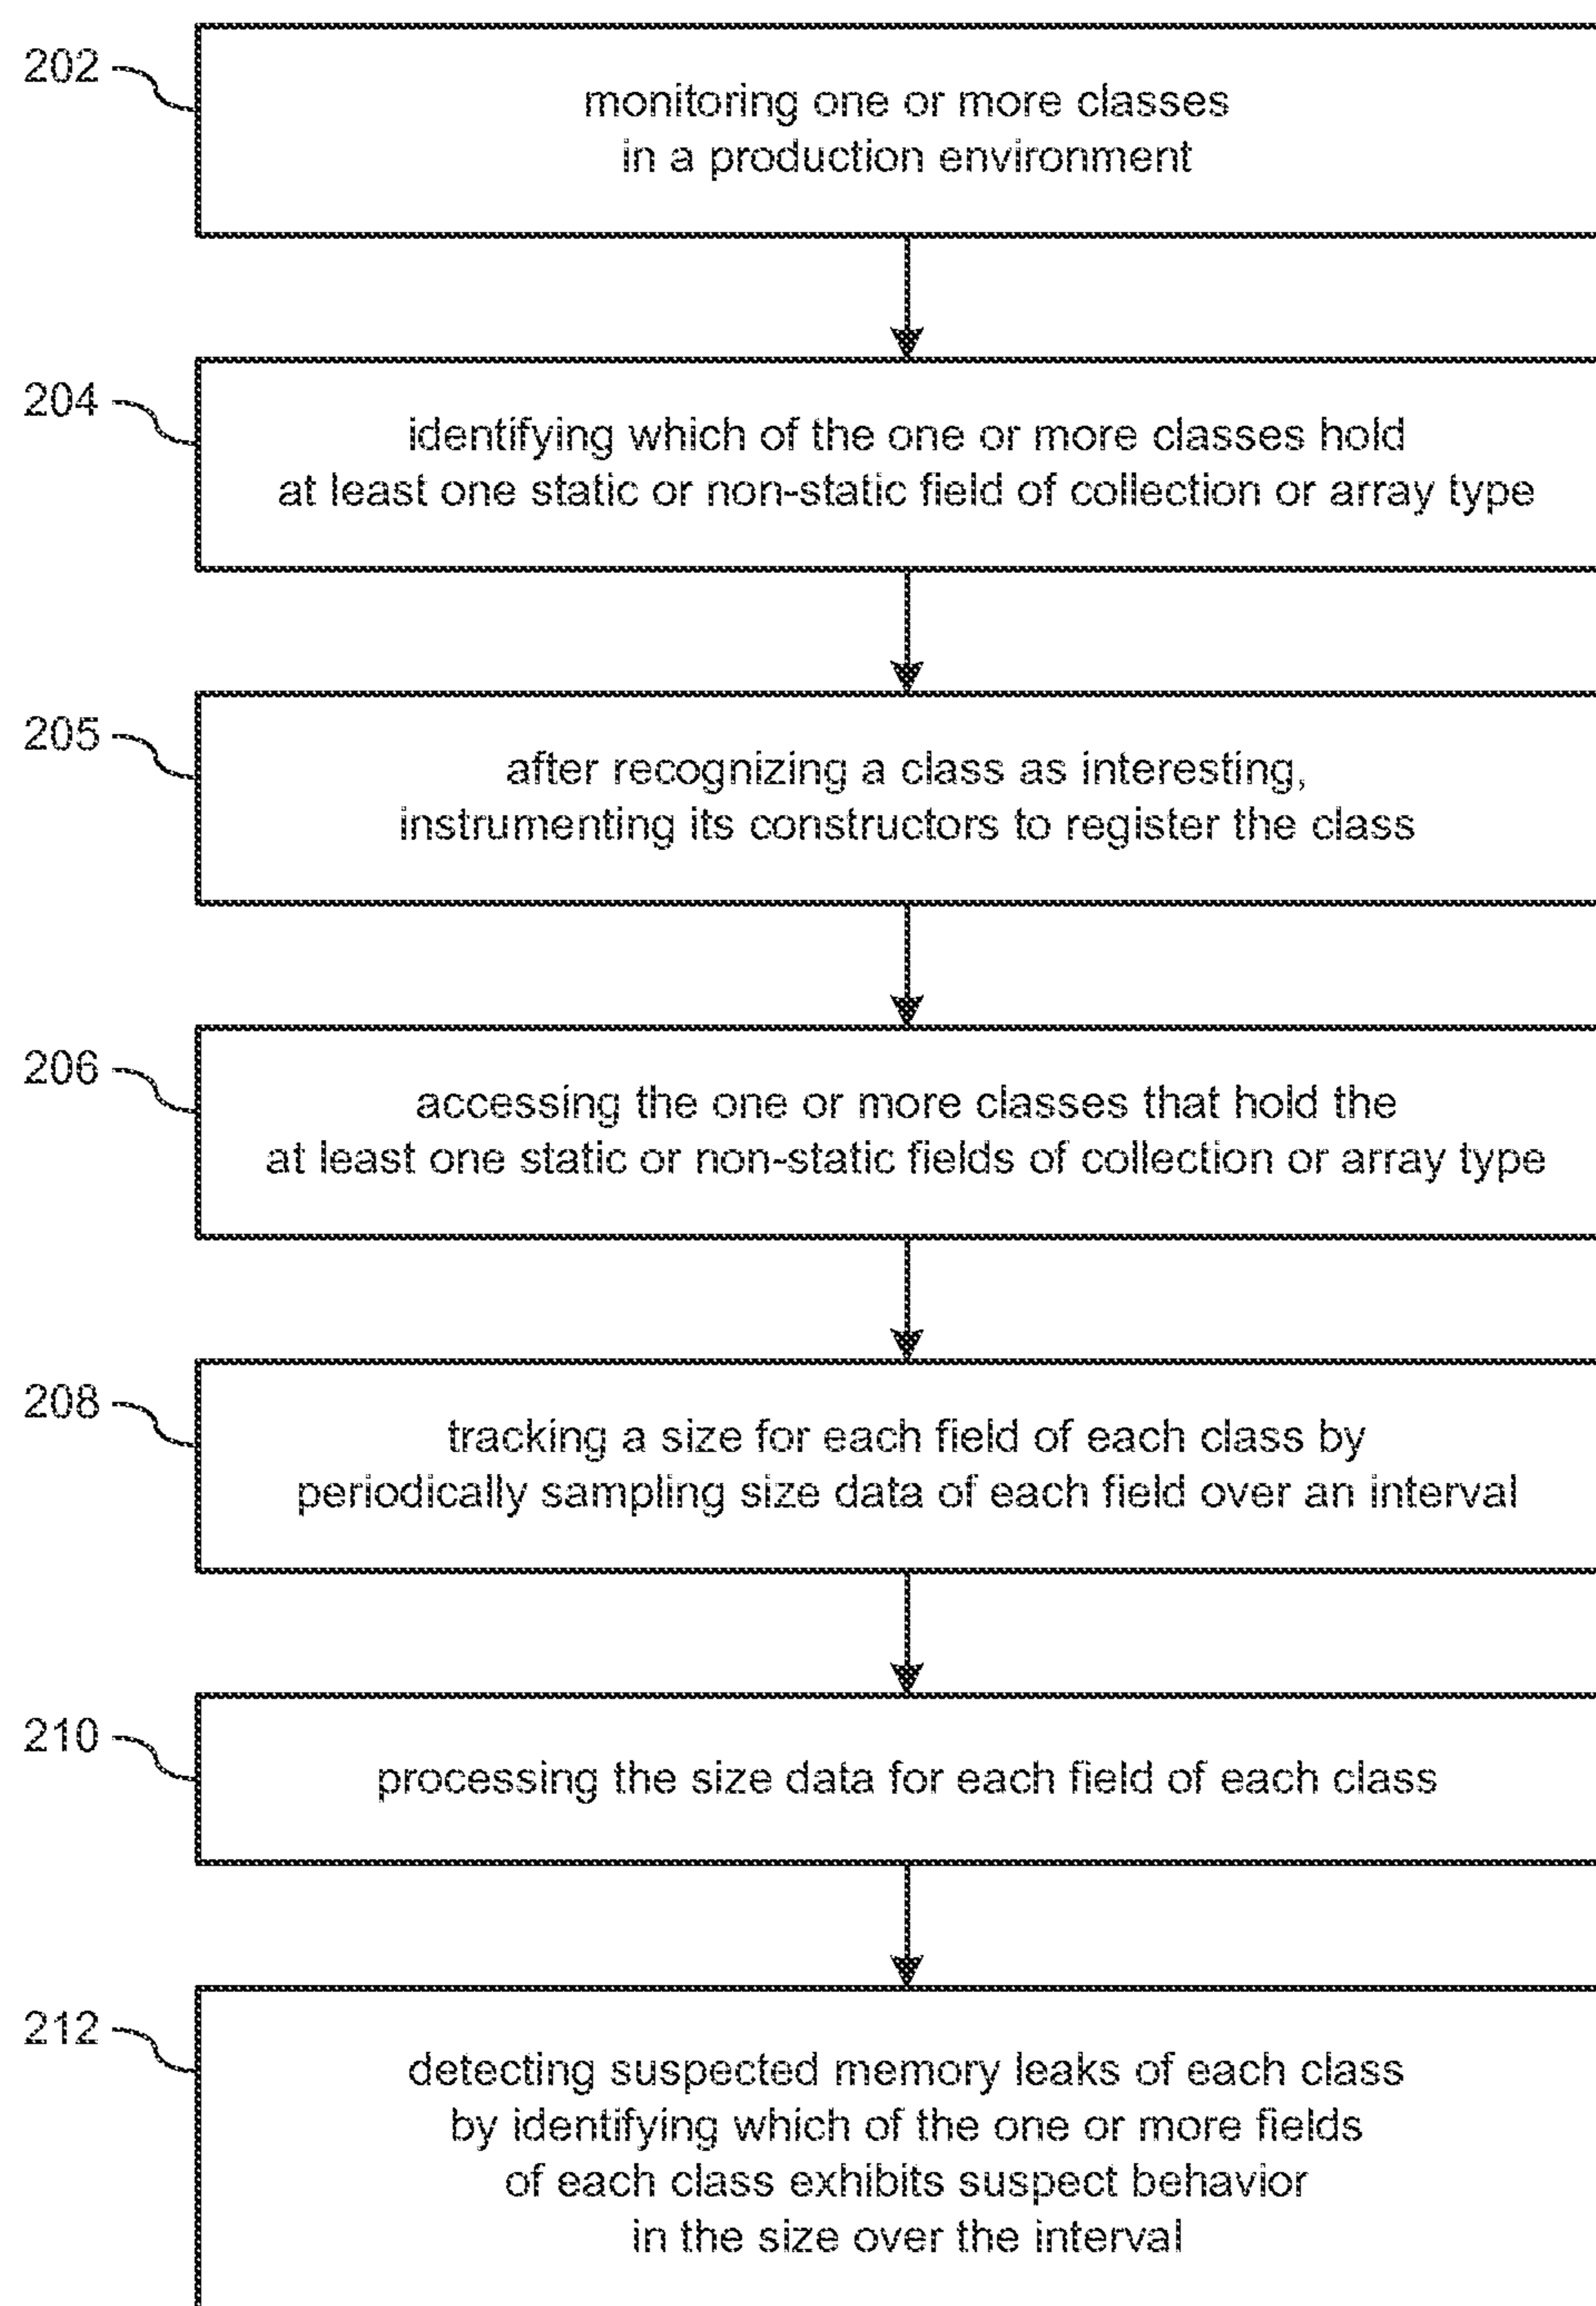 202
monitoring one or more classes
in a production environment
204
identifying which of the one or more classes hold
at least one static or non-static field of collection or array type
205
after recognizing a class as interesting,
instrumenting its constructors to register the class
206
accessing the one or more classes that hold the
at least one static or non-static fields of collection or array type
208
tracking a size for each field of each class by
periodically sampling size data of each field over an interval
210
processing the size data for each field of each class
212
detecting suspected memory leaks of each class
by identifying which of the one or more fields
of each class exhibits suspect behavior
in the size over the interval